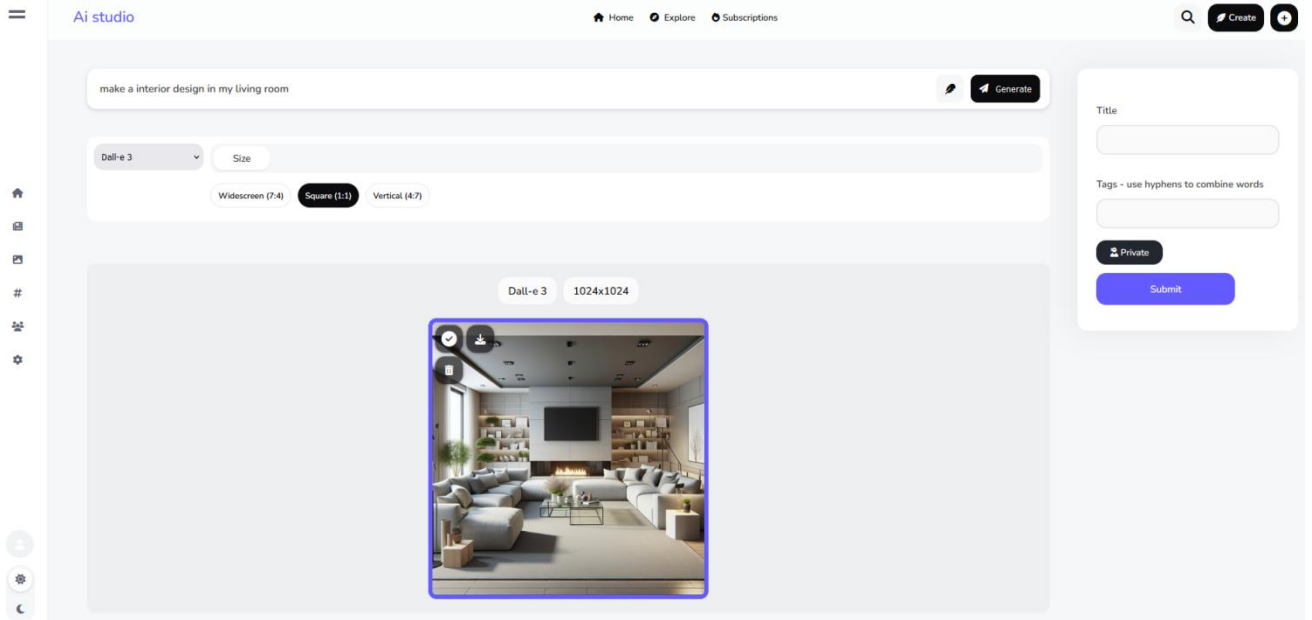 Ai studio
Home
Explore
Subscriptions
Create
make a interior design in my living room
Generate
Dall-e 3
Size
Widescreen (7:4)
Square (1:1)
Vertical (4:7)
Dall-e 3
1024x1024
Title
Tags - use hyphens to combine words
Private
Submit